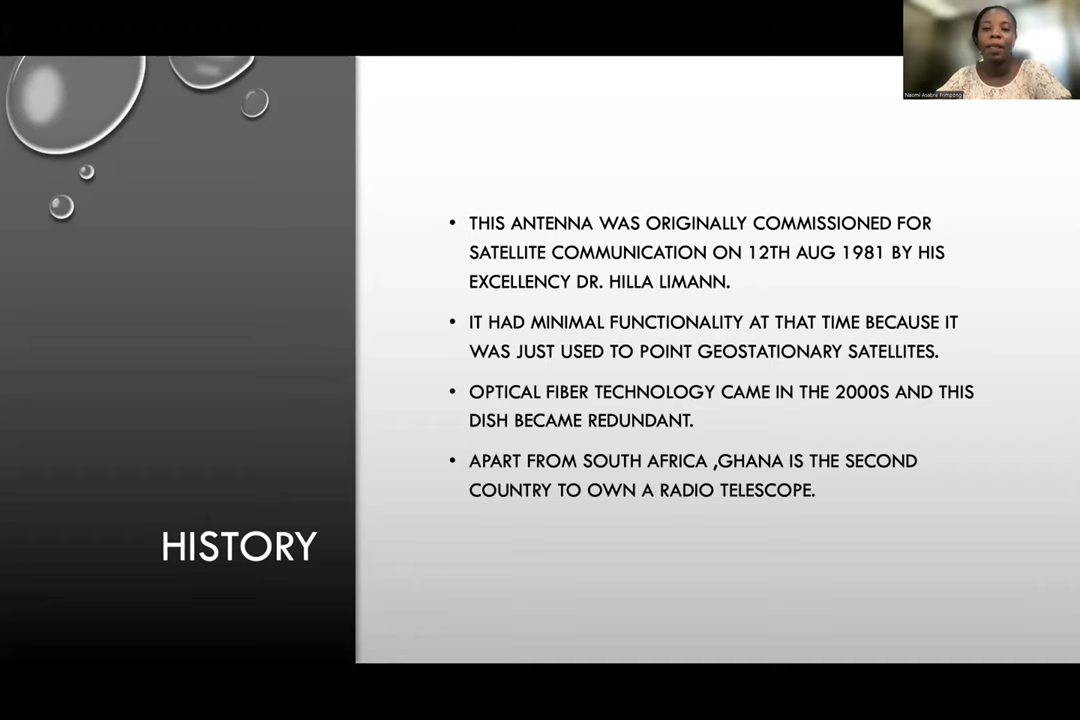 Naomi Asabre Frimpong
• THIS ANTENNA WAS ORIGINALLY COMMISSIONED FOR
SATELLITE COMMUNICATION ON 12TH AUG 1981 BY HIS
EXCELLENCY DR. HILLA LIMANN.
• IT HAD MINIMAL FUNCTIONALITY AT THAT TIME BECAUSE IT
WAS JUST USED TO POINT GEOSTATIONARY SATELLITES.
• OPTICAL FIBER TECHNOLOGY CAME IN THE 2000S AND THIS
DISH BECAME REDUNDANT.
• APART FROM SOUTH AFRICA ,GHANA IS THE SECOND
COUNTRY TO OWN A RADIO TELESCOPE.
HISTORY